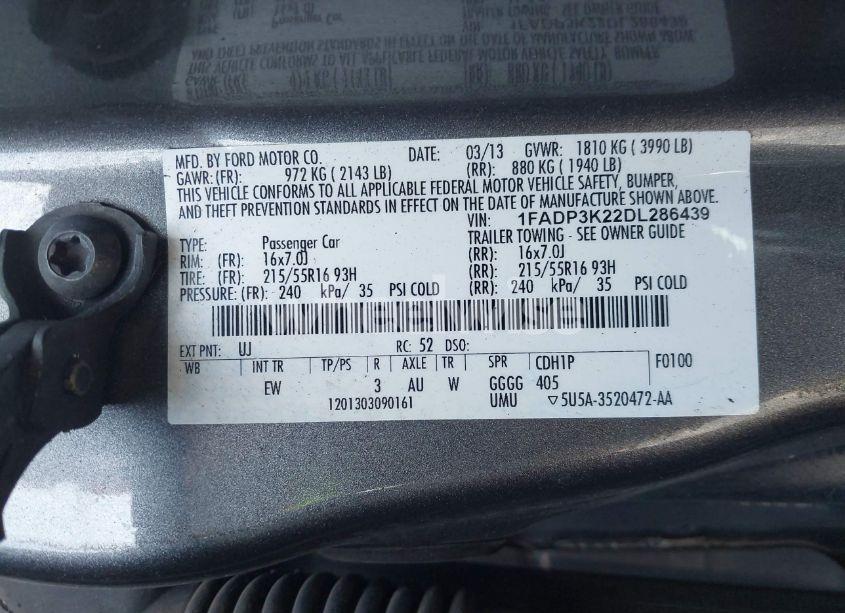 MFD. BY FORD MOTOR CO. DATE: 03/13 GVWR: 1810 KG ( 3990 LB)
GAWR: (FR): 972 KG ( 2143 LB) (RR): 880 KG ( 1940 LB)
THIS VEHICLE CONFORMS TO ALL APPLICABLE FEDERAL MOTOR VEHICLE SAFETY, BUMPER,
AND THEFT PREVENTION STANDARDS IN EFFECT ON THE DATE OF MANUFACTURE SHOWN ABOVE.
VIN: 1FADP3K22DL286439
TYPE: Passenger Car TRAILER TOWING - SEE OWNER GUIDE
RIM: (FR): 16x7.0J (RR): 16x7.0J
TIRE: (FR): 215/55R16 93H (RR): 215/55R16 93H
PRESSURE: (FR): 240 kPa/ 35 PSI COLD (RR): 240 kPa/ 35 PSI COLD
EXT PNT: UJ RC: 52 DSO:
WB INT TR TP/PS R AXLE TR SPR CDH1P F0100
EW 3 AU W GGGG 405
1201303090161 UMU ▽5U5A-3520472-AA